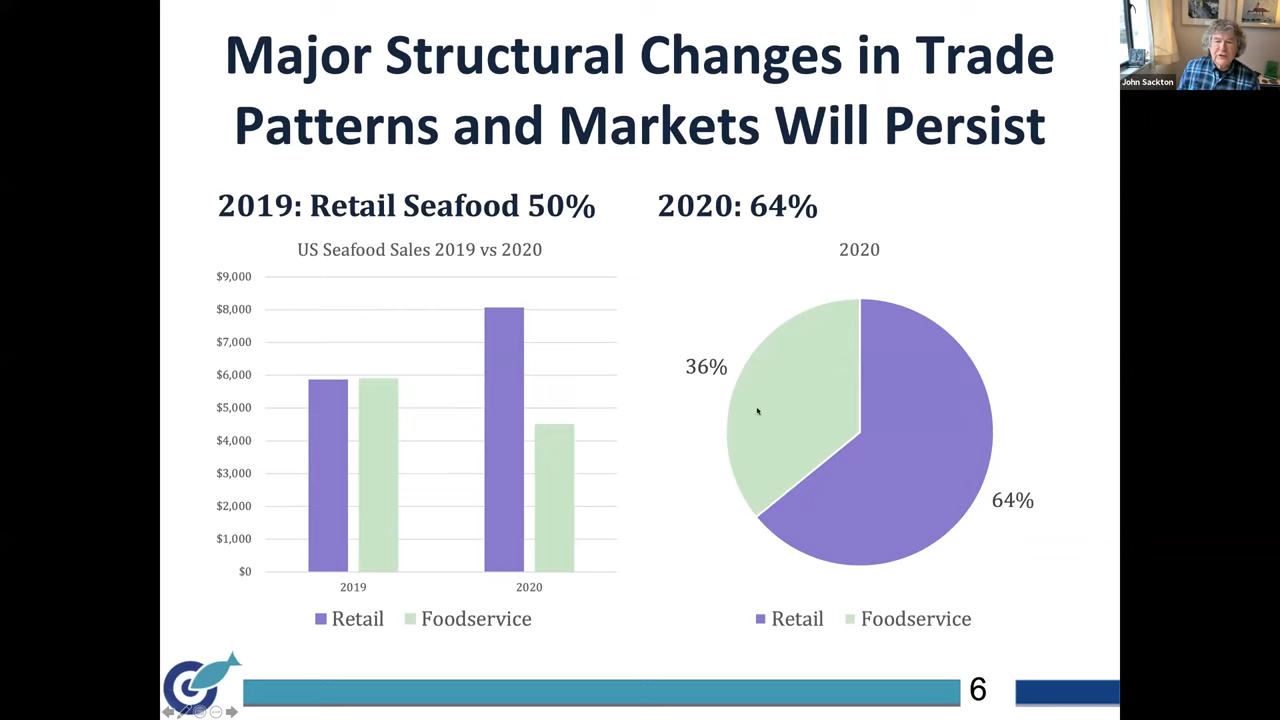 Major Structural Changes in Trade
Patterns and Markets Will Persist
John Sackton
2019: Retail Seafood 50%
2020: 64%
US Seafood Sales 2019 vs 2020
$9,000
$8,000
$7,000
$6,000
$5,000
$4,000
$3,000
$2,000
$1,000
$0
2019
2020
Retail
Foodservice
2020
36%
64%
Retail
Foodservice
6